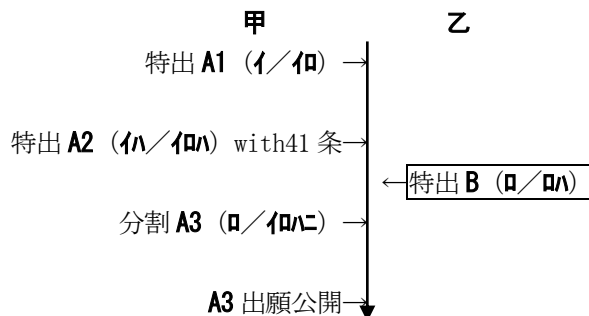 甲 乙
特出 A1（イ／イロ）→
特出 A2（イハ／イロハ）with41 条→
←特出 B（ロ／ロハ）
分割 A3（ロ／イロハニ）→
A3 出願公開→